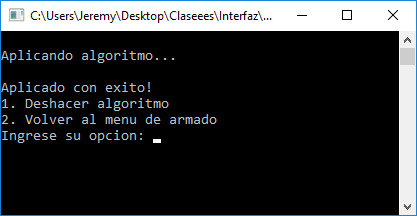 C:\Users\Jeremy\Desktop\Claseees\Interfaz\...
Aplicando algoritmo...
Aplicado con exito!
1. Deshacer algoritmo
2. Volver al menu de armado
Ingrese su opcion: